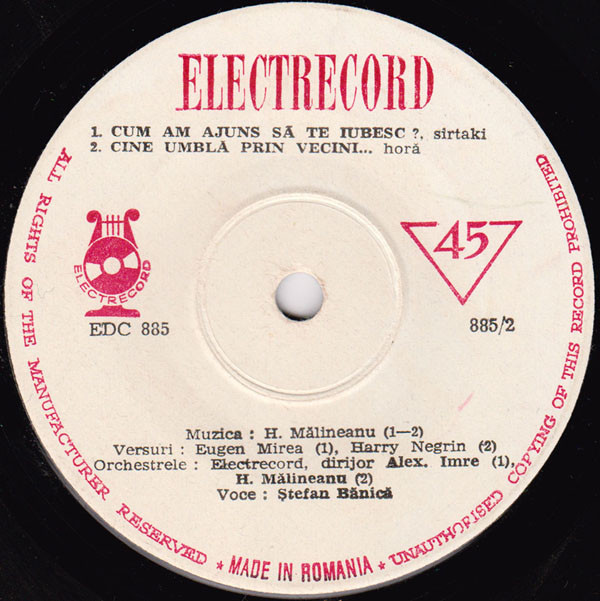 ELECTRECORD
1. CUM AM AJUNS SĂ TE IUBESC ?, sirtaki
2. CINE UMBLĂ PRIN VECINI... horă
ELECTRECORD
45
EDC 885
885/2
Muzica : H. Mălineanu (1—2)
Versuri : Eugen Mirea (1), Harry Negrin (2)
Orchestrele : Electrecord, dirijor Alex. Imre (1),
H. Mălineanu (2)
Voce : Ștefan Bănică
ALL RIGHTS OF THE MANUFACTURER RESERVED * MADE IN ROMANIA * UNAUTHORISED COPYING OF THIS RECORD PROHIBITED